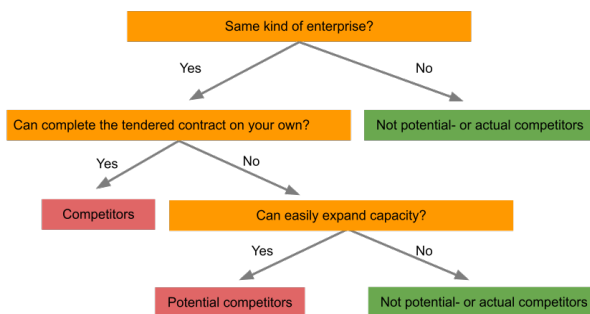 Same kind of enterprise?
Yes
No
Can complete the tendered contract on your own?
Not potential- or actual competitors
Yes
No
Competitors
Can easily expand capacity?
Yes
No
Potential competitors
Not potential- or actual competitors